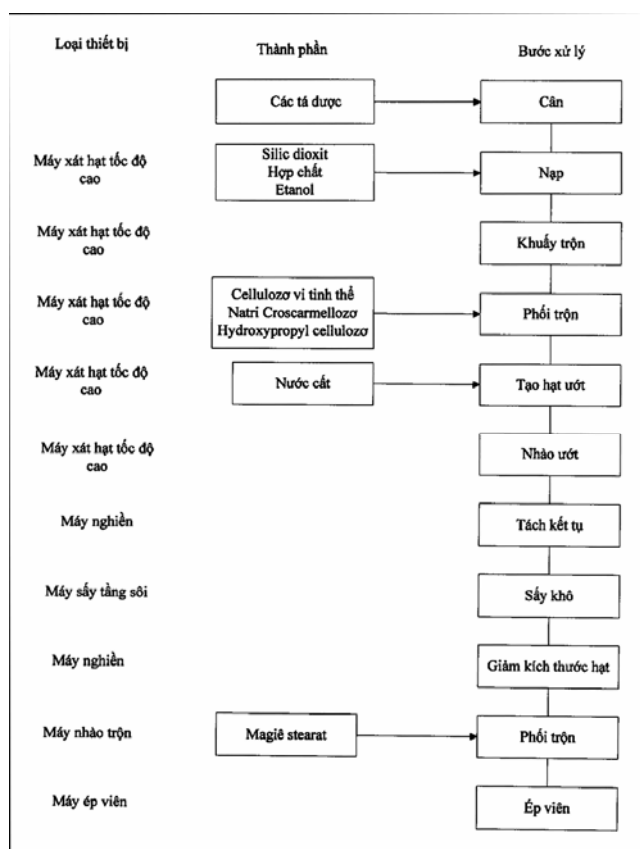 Loại thiết bị
Thành phần
Bước xử lý
Các tá dược
Cân
Máy xát hạt tốc độ
cao
Silic dioxit
Hợp chất
Etanol
Nạp
Máy xát hạt tốc độ
cao
Khuấy trộn
Máy xát hạt tốc độ
cao
Cellulozơ vi tinh thể
Natri Croscarmellozơ
Hydroxypropyl cellulozơ
Phối trộn
Máy xát hạt tốc độ
cao
Nước cất
Tạo hạt ướt
Máy xát hạt tốc độ
cao
Nhào ướt
Máy nghiền
Tách kết tụ
Máy sấy tầng sôi
Sấy khô
Máy nghiền
Giảm kích thước hạt
Máy nhào trộn
Magiê stearat
Phối trộn
Máy ép viên
Ép viên